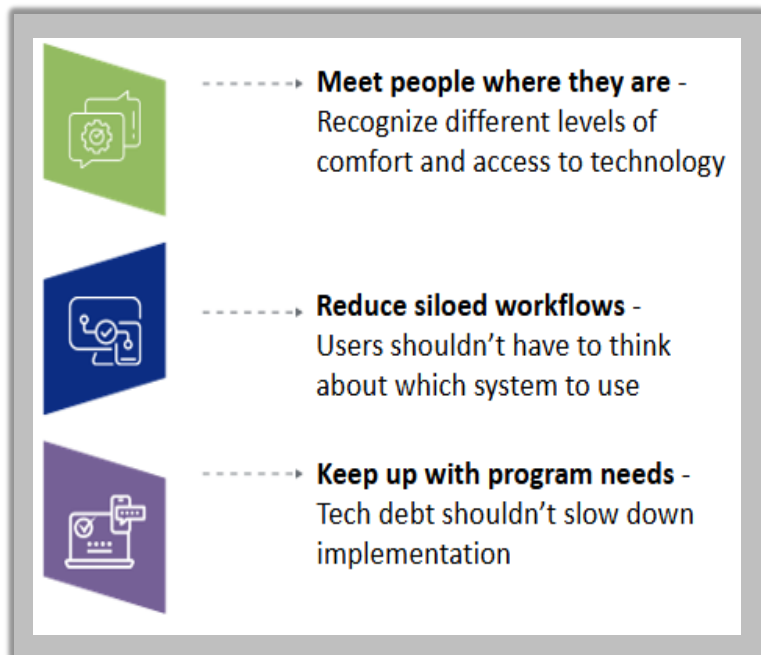 Meet people where they are -
Recognize different levels of
comfort and access to technology
Reduce siloed workflows -
Users shouldn’t have to think
about which system to use
Keep up with program needs -
Tech debt shouldn’t slow down
implementation